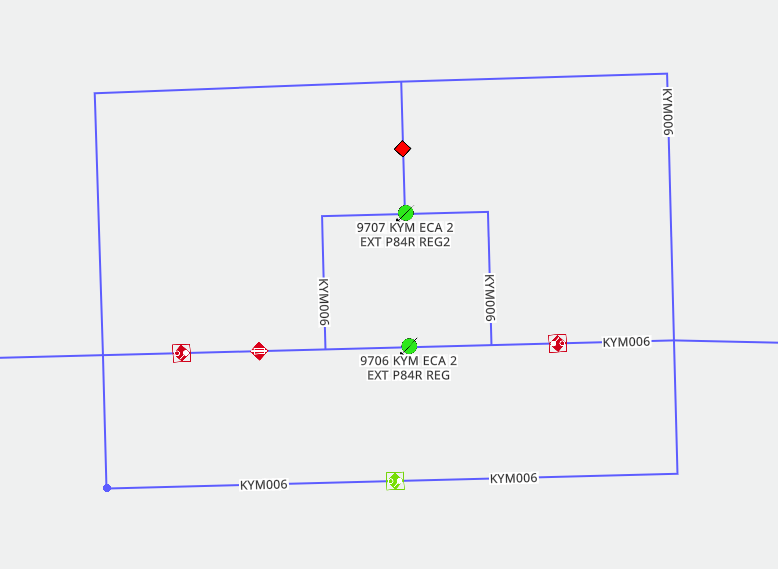 KYM006
9707 KYM ECA 2
EXT P84R REG2
KYM006
KYM006
KYM006
9706 KYM ECA 2
EXT P84R REG
KYM006
KYM006